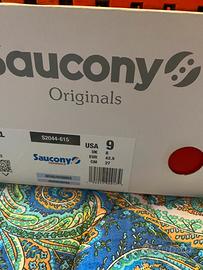 Saucony
Originals
S2044-615
Saucony
USA 9
UK 8
EUR 42,5
CM 27